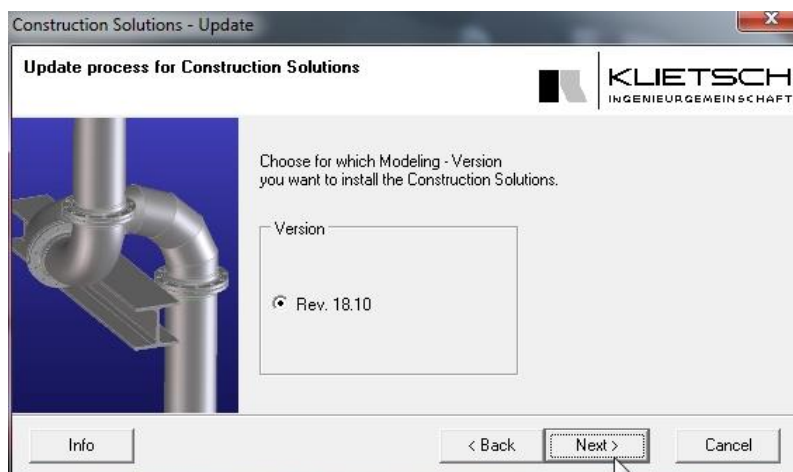 Construction Solutions - Update
Update process for Construction Solutions
KLIETSCH
INGENIEURGEMEINSCHAFT
Choose for which Modeling - Version
you want to install the Construction Solutions.
Version
Rev. 18.10
Info
< Back
Next >
Cancel